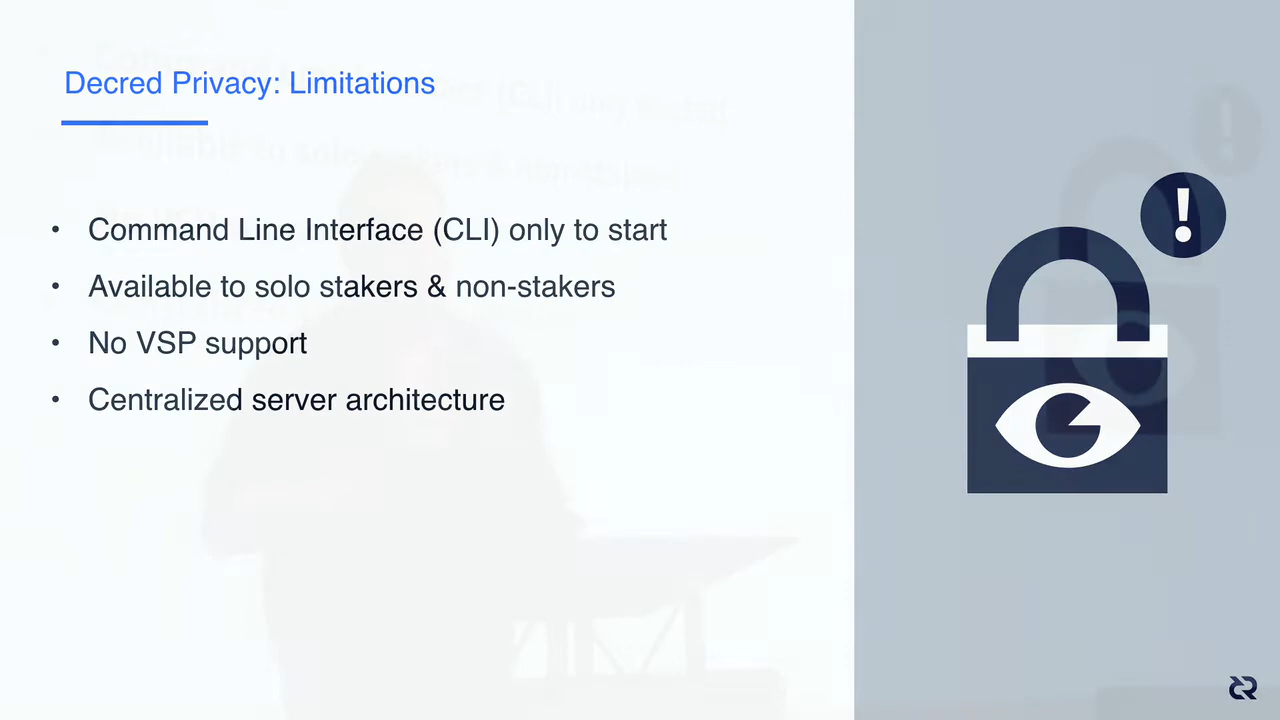 Decred Privacy: Limitations
• Command Line Interface (CLI) only to start
• Available to solo stakers & non-stakers
• No VSP support
• Centralized server architecture